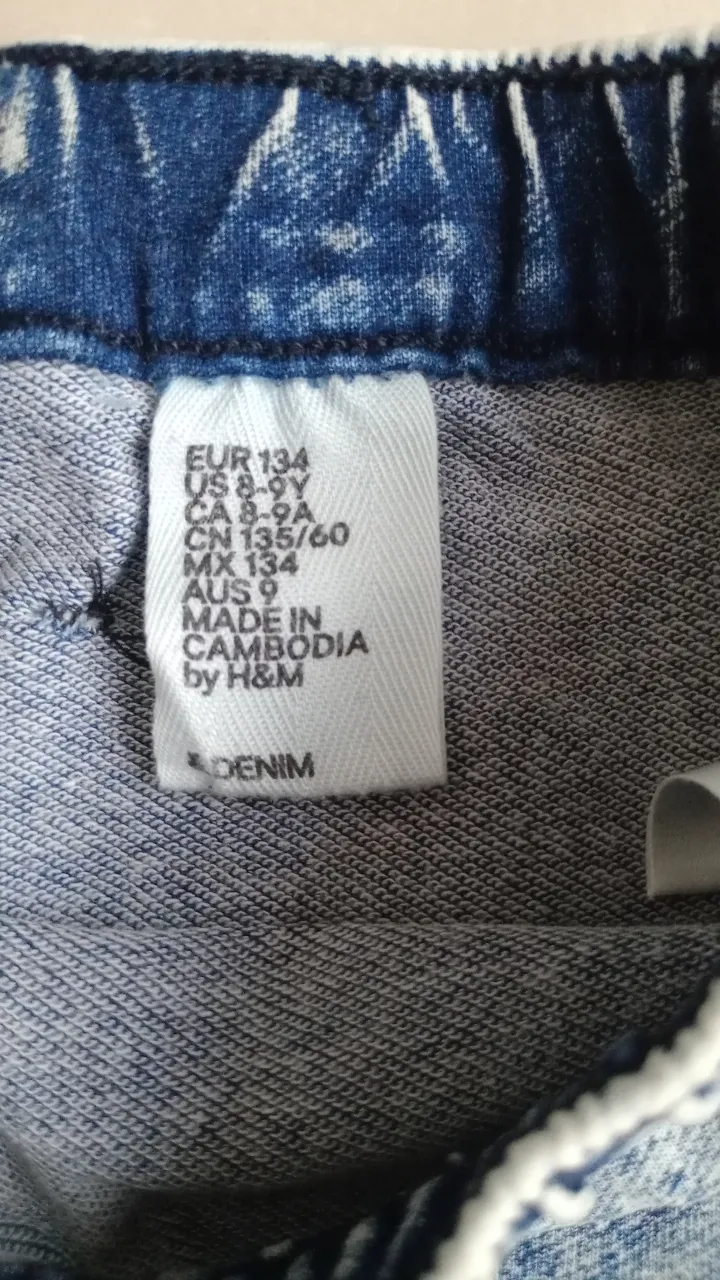 EUR 134
US 8-9Y
CA 8-9A
CN 135/60
MX 134
AUS 9
MADE IN
CAMBODIA
by H&M
DENIM